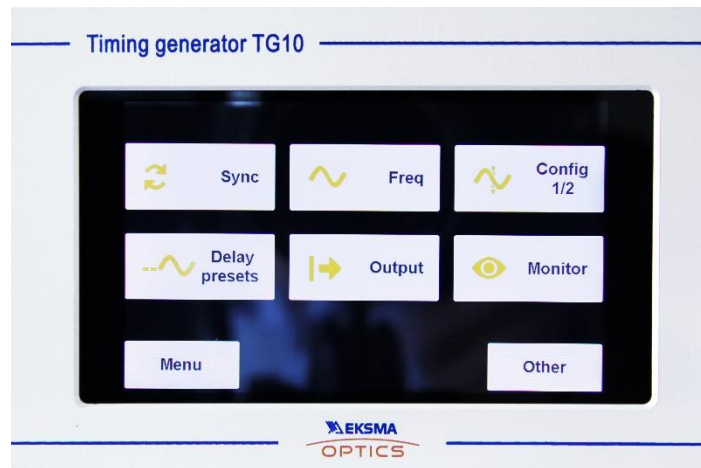 Timing generator TG10
Sync
Freq
Config
1/2
Delay
presets
Output
Monitor
Menu
Other
EKSMA
OPTICS